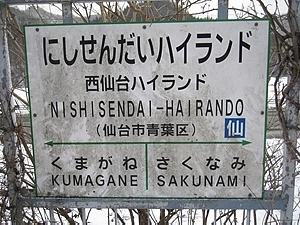 にしせんだいハイランド
西仙台ハイランド
NISHISENDAI-HAIRANDO
(仙台市青葉区)
仙
くまがね さくなみ
KUMAGANE SAKUNAMI